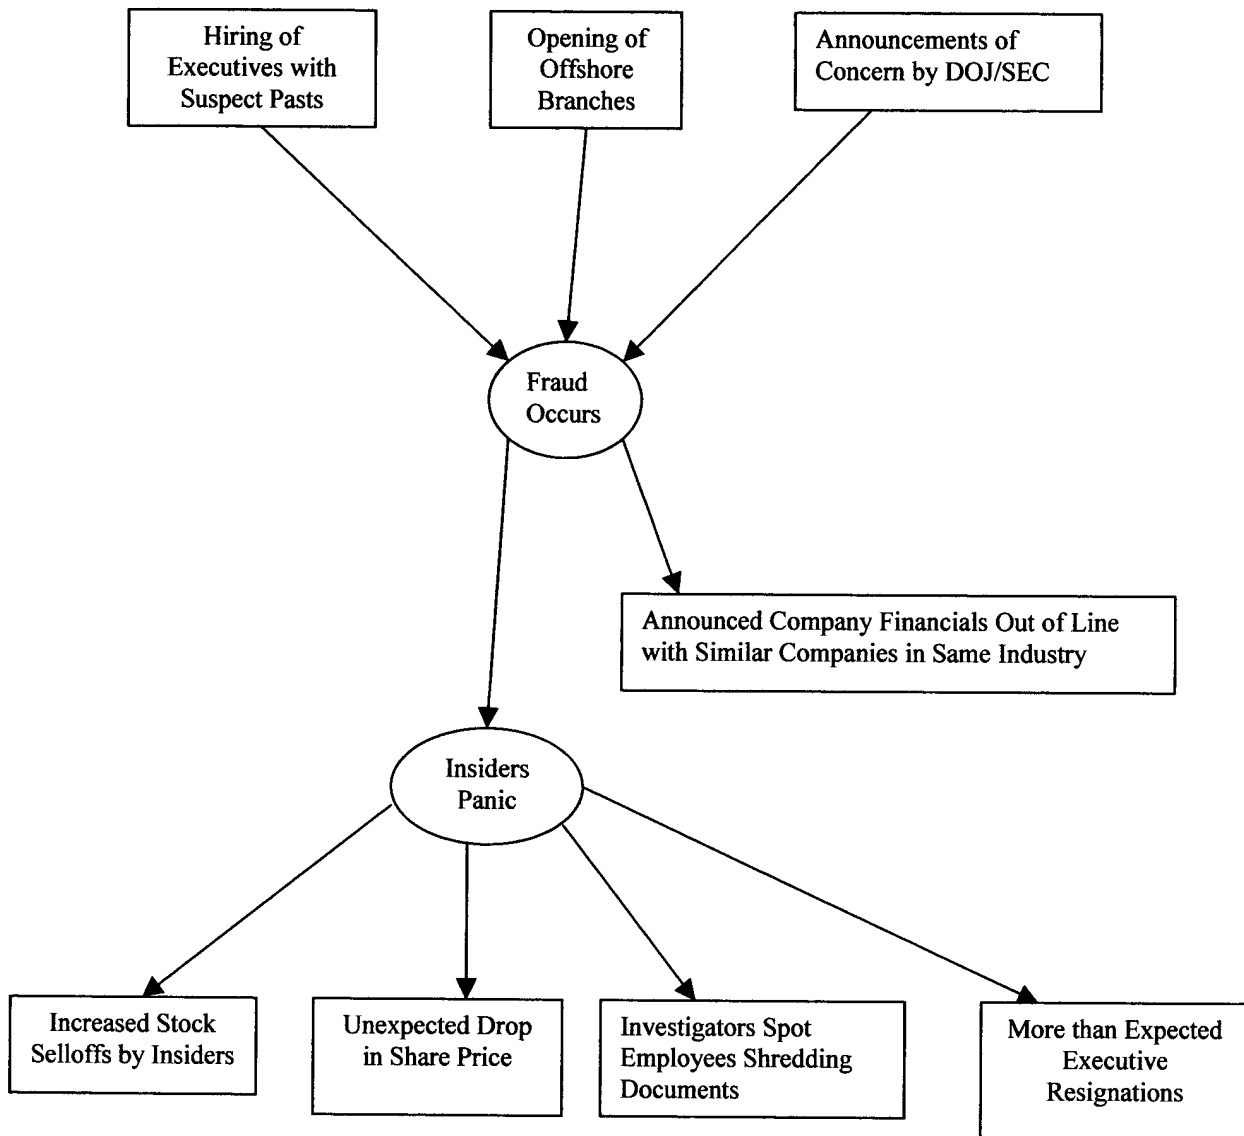 Hiring of
Executives with
Suspect Pasts
Opening of
Offshore
Branches
Announcements of
Concern by DOJ/SEC
Fraud
Occurs
Announced Company Financials Out of Line
with Similar Companies in Same Industry
Insiders
Panic
Increased Stock
Selloffs by Insiders
Unexpected Drop
in Share Price
Investigators Spot
Employees Shredding
Documents
More than Expected
Executive
Resignations